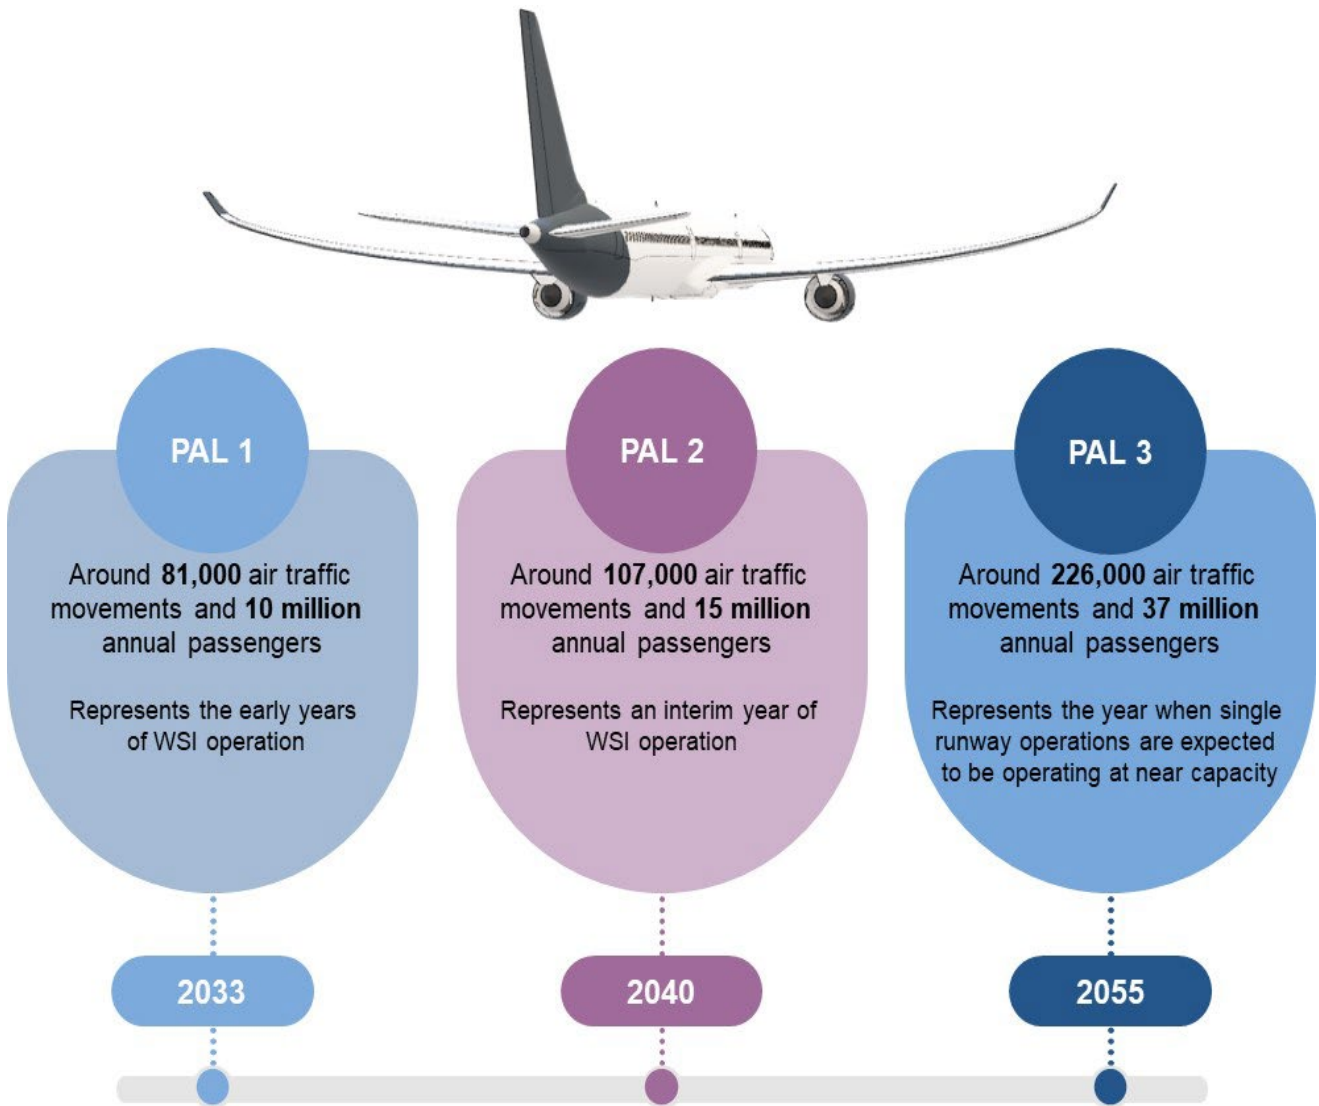 PAL 1
Around 81,000 air traffic
movements and 10 million
annual passengers
Represents the early years
of WSI operation
2033
PAL 2
Around 107,000 air traffic
movements and 15 million
annual passengers
Represents an interim year of
WSI operation
2040
PAL 3
Around 226,000 air traffic
movements and 37 million
annual passengers
Represents the year when single
runway operations are expected
to be operating at near capacity
2055